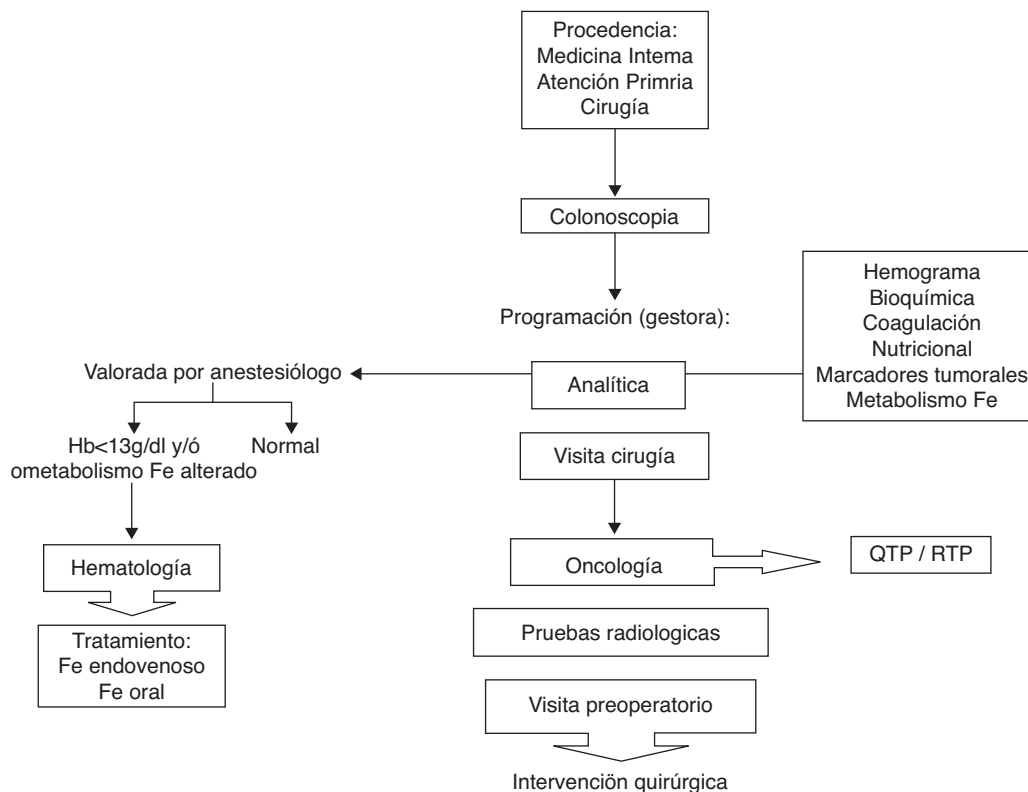 Procedencia:
Medicina Intema
Atención Primria
Cirugía
Colonoscopia
Programación (gestora):
Hemograma
Bioquímica
Coagulación
Nutricional
Marcadores tumorales
Metabolismo Fe
Valorada por anestesiólogo
Analítica
Hb<13g/dl y/ó
ometabolismo Fe alterado
Normal
Visita cirugía
Hematología
Oncología
QTP / RTP
Tratamiento:
Fe endovenoso
Fe oral
Pruebas radiologicas
Visita preoperatorio
Intervenciön quirúrgica